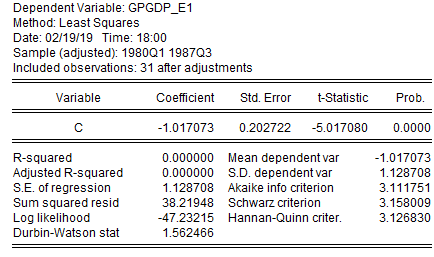 Dependent Variable: GPGDP_E1
Method: Least Squares
Date: 02/19/19 Time: 18:00
Sample (adjusted): 1980Q1 1987Q3
Included observations: 31 after adjustments
Variable Coefficient Std. Error t-Statistic Prob.
C -1.017073 0.202722 -5.017080 0.0000
R-squared 0.000000 Mean dependent var -1.017073
Adjusted R-squared 0.000000 S.D. dependent var 1.128708
S.E. of regression 1.128708 Akaike info criterion 3.111751
Sum squared resid 38.21948 Schwarz criterion 3.158009
Log likelihood -47.23215 Hannan-Quinn criter. 3.126830
Durbin-Watson stat 1.562466